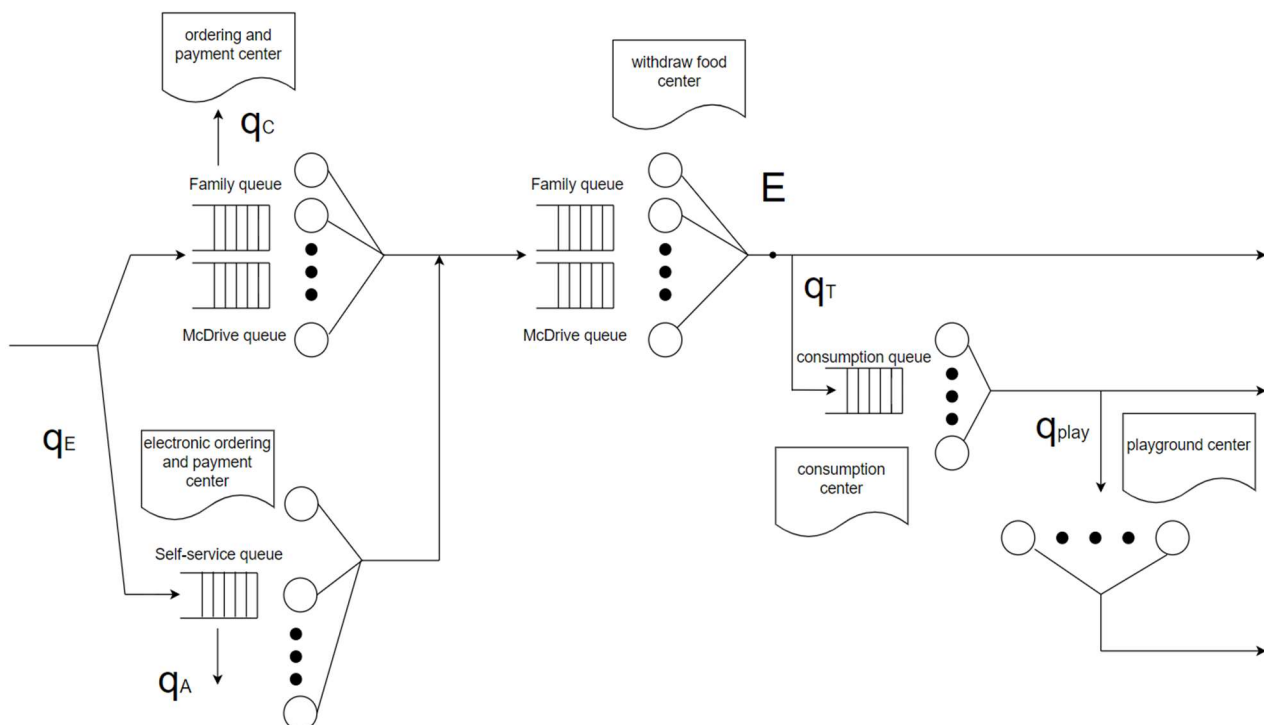 ordering and
payment center
qC
Family queue
McDrive queue
withdraw food
center
Family queue
McDrive queue
E
qT
consumption queue
qE
electronic ordering
and payment
center
Self-service queue
qA
consumption
center
qplay
playground center